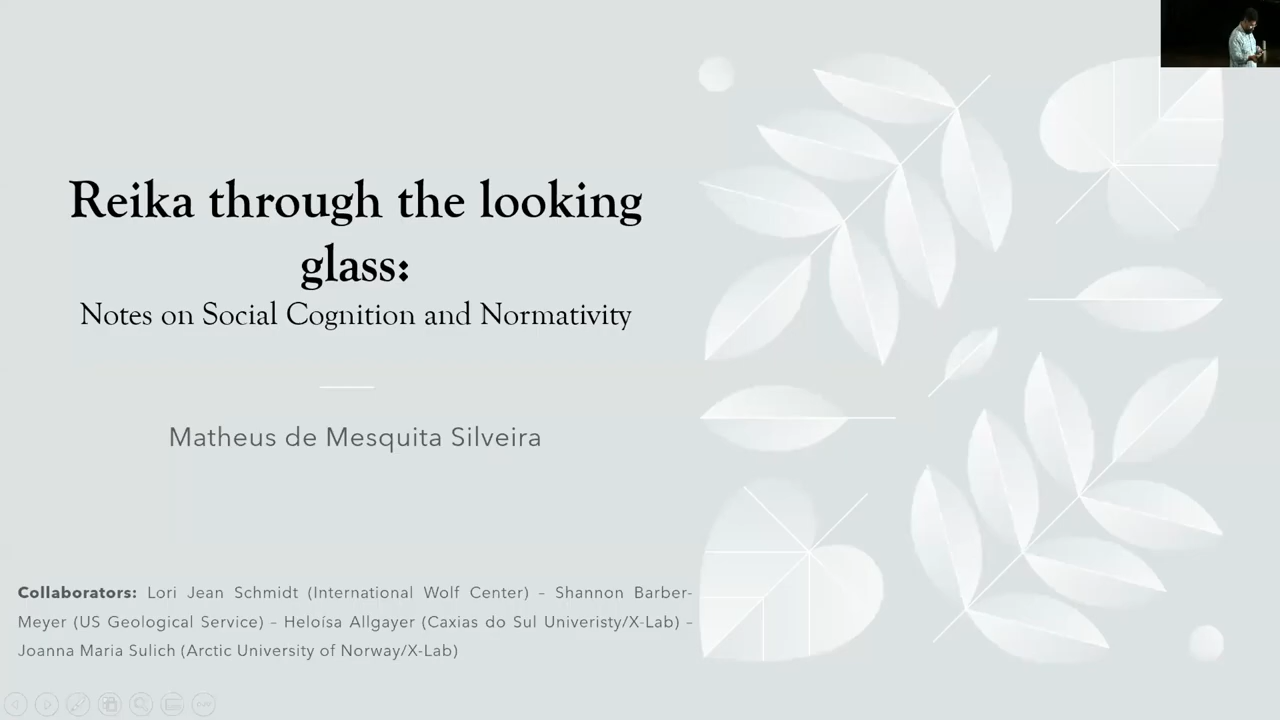 Reika through the looking
glass:
Notes on Social Cognition and Normativity
Matheus de Mesquita Silveira
Collaborators: Lori Jean Schmidt (International Wolf Center) – Shannon Barber-
Meyer (US Geological Service) – Heloísa Allgayer (Caxias do Sul Univeristy/X-Lab) –
Joanna Maria Sulich (Arctic University of Norway/X-Lab)